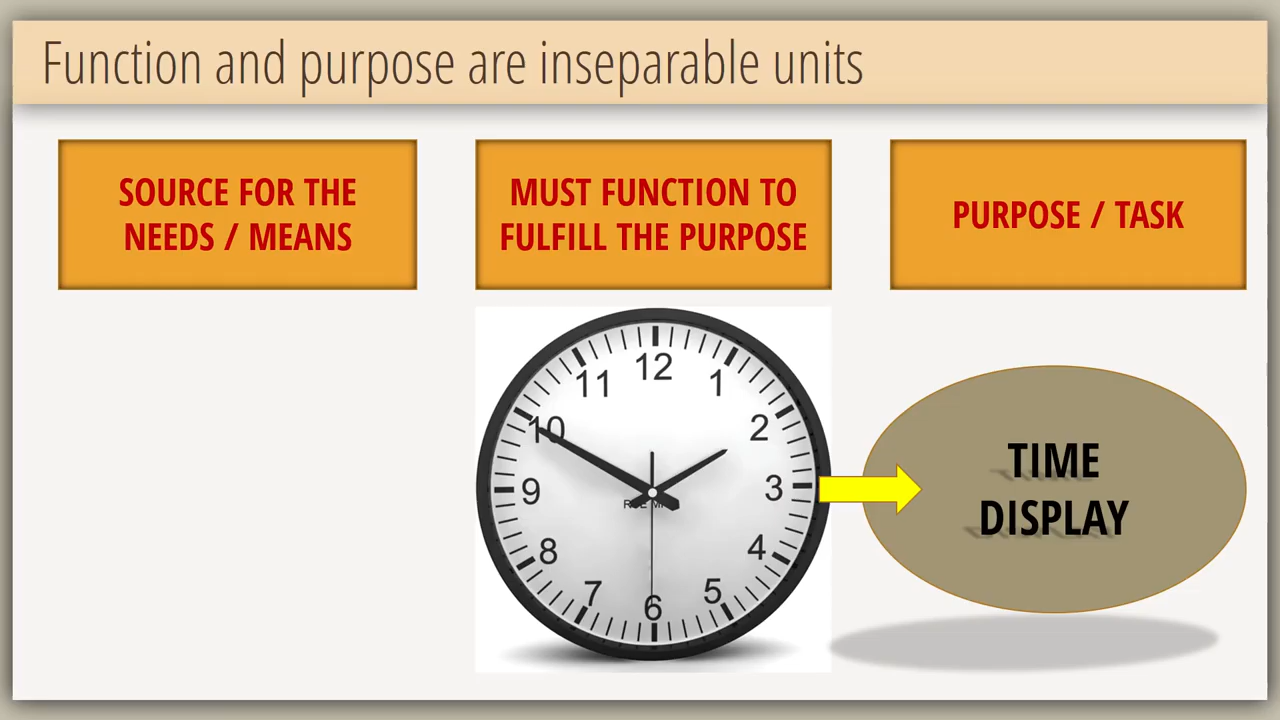 Function and purpose are inseparable units
SOURCE FOR THE
NEEDS / MEANS
MUST FUNCTION TO
FULFILL THE PURPOSE
PURPOSE / TASK
12
11
1
10
2
9
3
8
4
7
5
6
TIME
DISPLAY